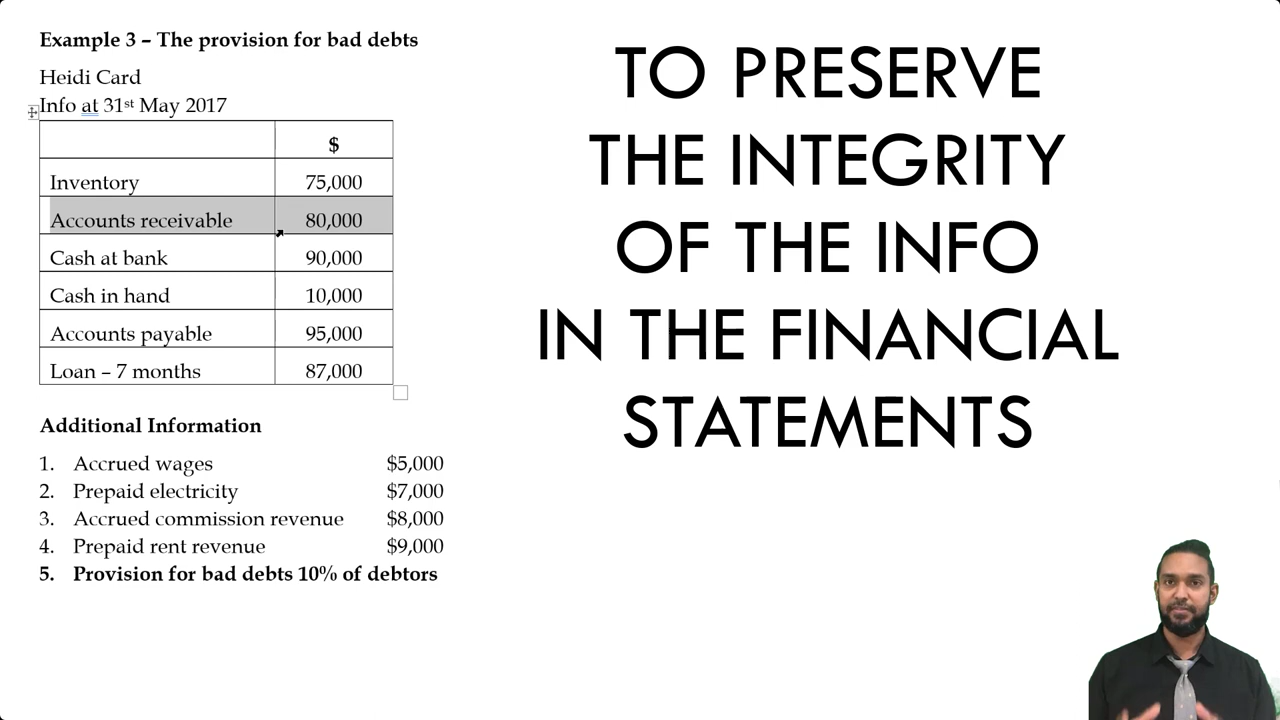 Example 3 – The provision for bad debts
Heidi Card
Info at 31st May 2017
$
Inventory 75,000
Accounts receivable 80,000
Cash at bank 90,000
Cash in hand 10,000
Accounts payable 95,000
Loan – 7 months 87,000
Additional Information
1. Accrued wages $5,000
2. Prepaid electricity $7,000
3. Accrued commission revenue $8,000
4. Prepaid rent revenue $9,000
5. Provision for bad debts 10% of debtors
TO PRESERVE
THE INTEGRITY
OF THE INFO
IN THE FINANCIAL
STATEMENTS